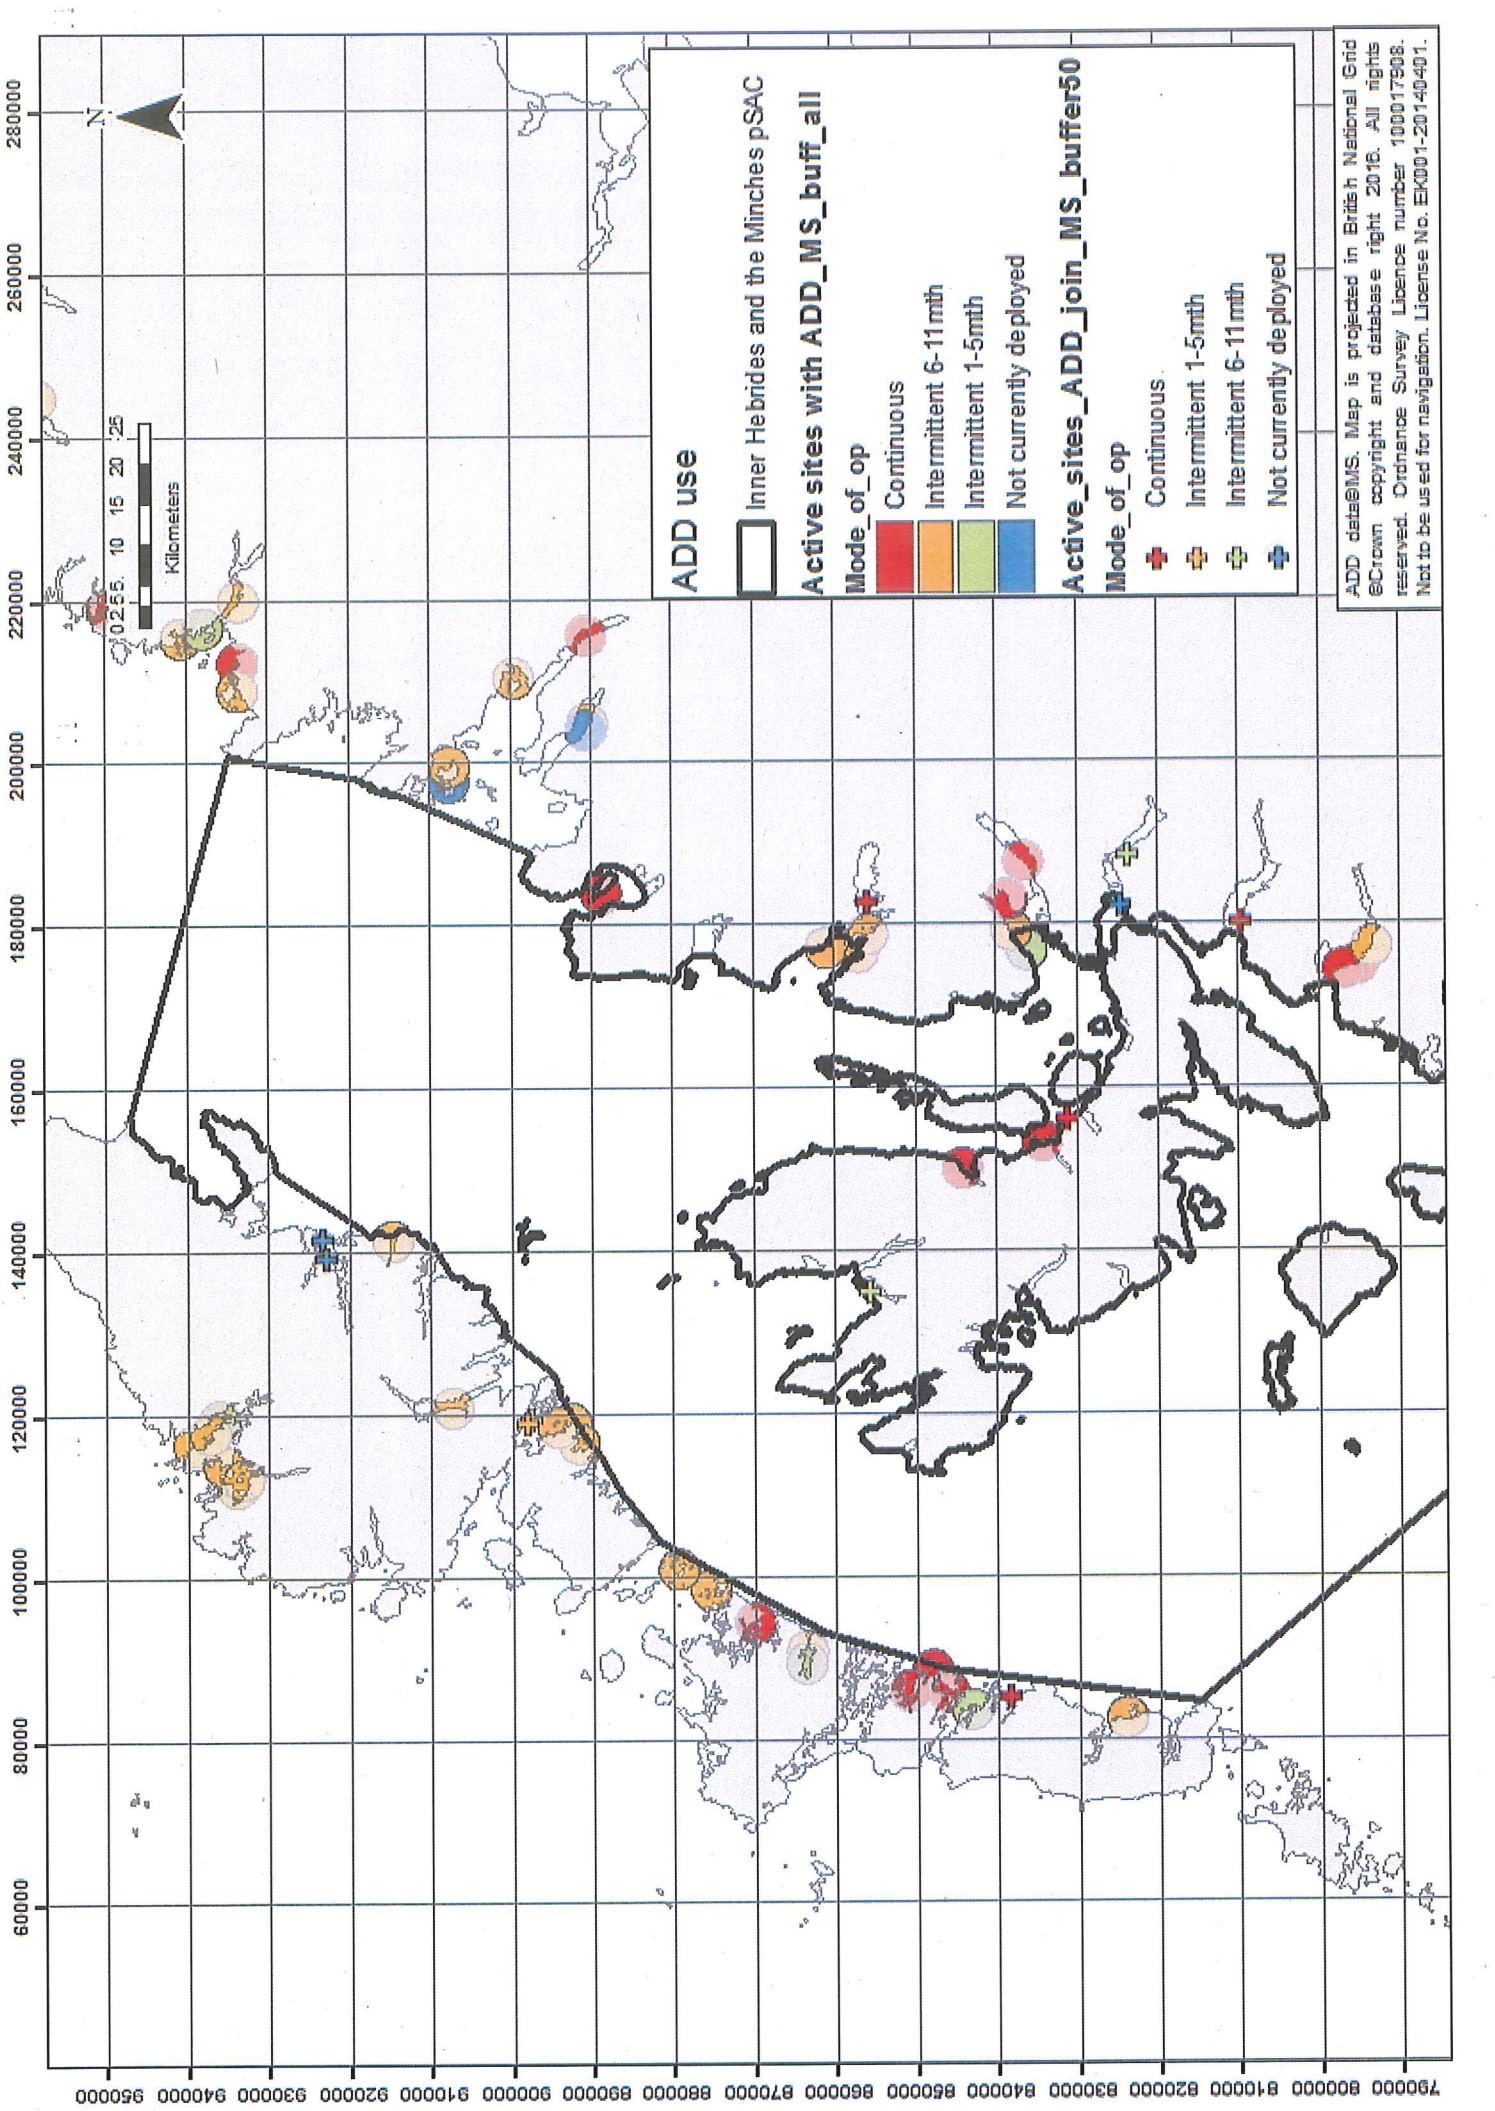 60000
80000
100000
120000
140000
160000
180000
200000
220000
240000
260000
280000
950000
940000
930000
920000
910000
900000
890000
880000
870000
860000
850000
840000
830000
820000
810000
800000
790000
N
0 2.5 5 10 15 20 25
Kilometers
ADD use
Inner Hebrides and the Minches pSAC
Active sites with ADD_MS_buff_all
Mode_of_op
Continuous
Intermittent 6-11mth
Intermittent 1-5mth
Not currently deployed
Active_sites_ADD_join_MS_buffer50
Mode_of_op
Continuous
Intermittent 1-5mth
Intermittent 6-11mth
Not currently deployed
ADD data@MS. Map is projected in British National Grid
©Crown copyright and database right 2016. All rights
reserved. Ordnance Survey Licence number 100017908.
Not to be used for navigation. License No. EK001-20140401.